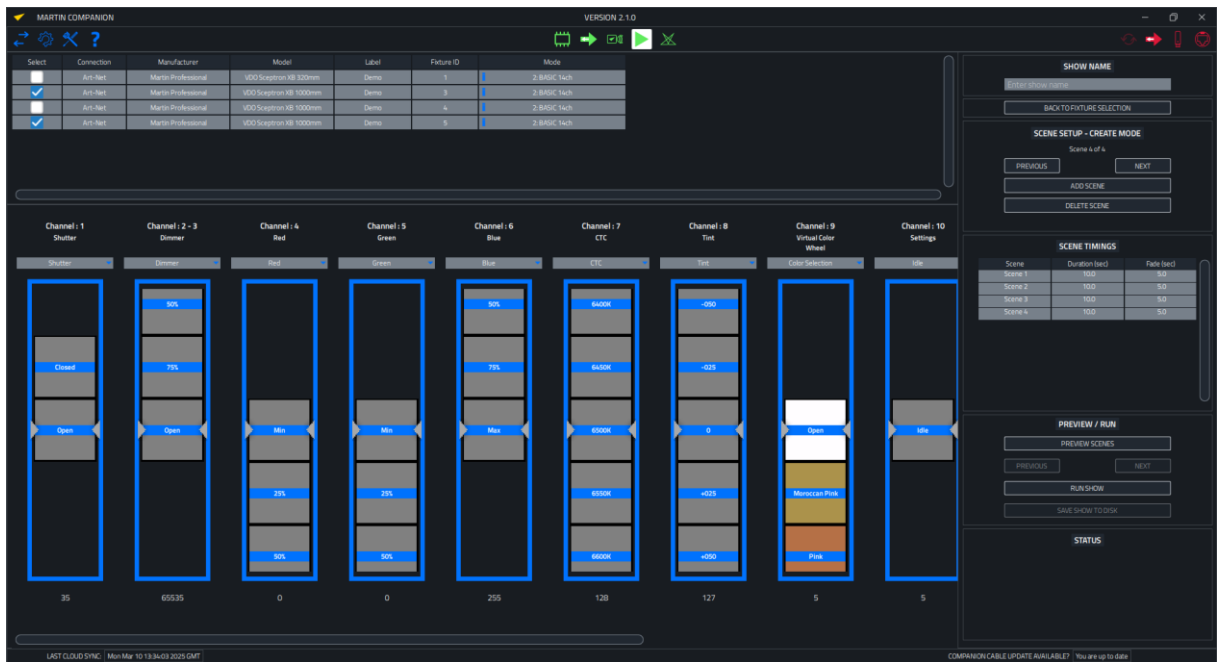 MARTIN COMPANION VERSION 2.1.0
?
Select Connection Manufacturer Model Label Fixture ID Mode
Art-Net Martin Professional VDO Sceptron XB 320mm Demo 1 2: BASIC 14ch
Art-Net Martin Professional VDO Sceptron XB 1000mm Demo 3 2: BASIC 14ch
Art-Net Martin Professional VDO Sceptron XB 1000mm Demo 4 2: BASIC 14ch
Art-Net Martin Professional VDO Sceptron XB 1000mm Demo 5 2: BASIC 14ch
Channel : 1 Channel : 2 - 3 Channel : 4 Channel : 5 Channel : 6 Channel : 7 Channel : 8 Channel : 9 Channel : 10
Shutter Dimmer Red Green Blue CTC Tint Virtual Color Settings
Wheel
Shutter Dimmer Red Green Blue CTC Tint Color Selection Idle
50% 50% 6400K -050
Closed 75% 75% 6450K -025
Open Open Min Min Max 6500K 0 Open Idle
25% 25% 6550K +025 Moroccan Pink
50% 50% 6600K +050 Pink
35 65535 0 0 255 128 127 5 5
SHOW NAME
Enter show name
BACK TO FIXTURE SELECTION
SCENE SETUP - CREATE MODE
Scene 4 of 4
PREVIOUS NEXT
ADD SCENE
DELETE SCENE
SCENE TIMINGS
Scene Duration (sec) Fade (sec)
Scene 1 10.0 5.0
Scene 2 10.0 5.0
Scene 3 10.0 5.0
Scene 4 10.0 5.0
PREVIEW / RUN
PREVIEW SCENES
PREVIOUS NEXT
RUN SHOW
SAVE SHOW TO DISK
STATUS
LAST CLOUD SYNC: Mon Mar 10 13:34:03 2025 GMT COMPANION CABLE UPDATE AVAILABLE? You are up to date